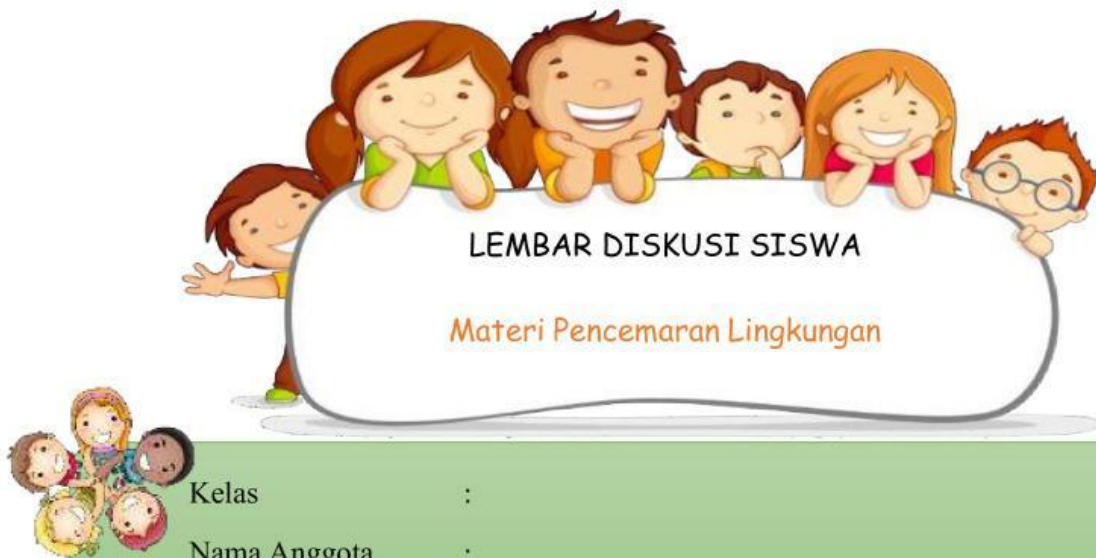 LEMBAR DISKUSI SISWA
Materi Pencemaran Lingkungan
Kelas :
Nama Anggota :